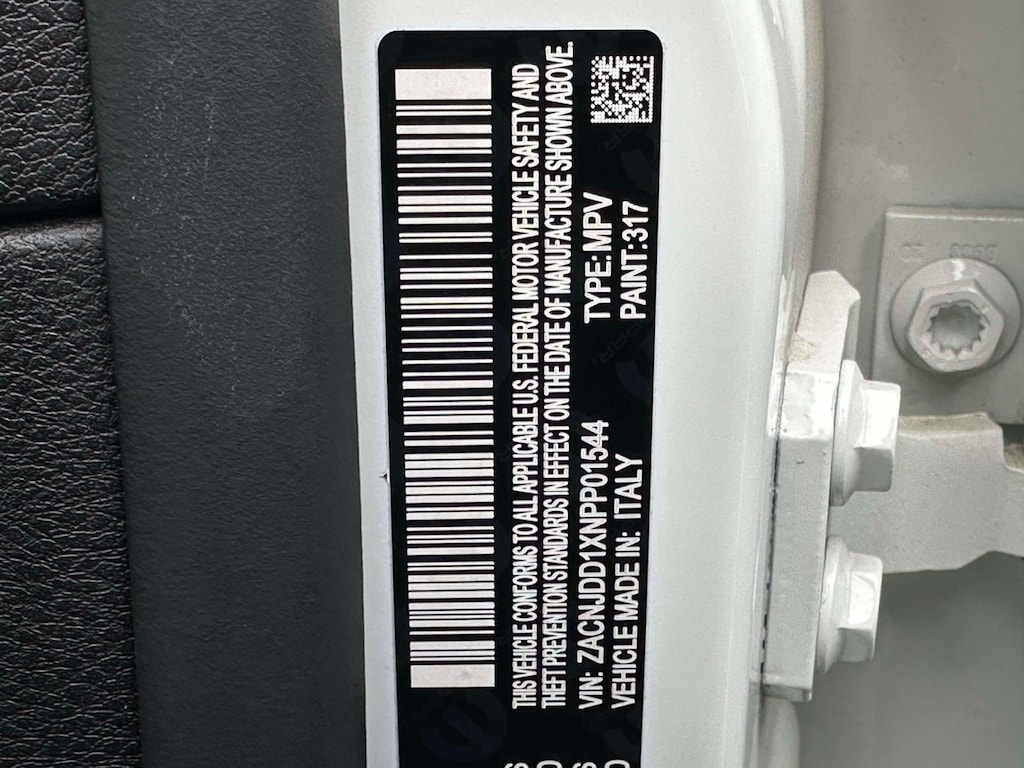 THIS VEHICLE CONFORMS TO ALL APPLICABLE U.S. FEDERAL MOTOR VEHICLE SAFETY AND
THEFT PREVENTION STANDARDS IN EFFECT ON THE DATE OF MANUFACTURE SHOWN ABOVE.
VIN: ZACNJDD1XNPP01544 TYPE: MPV
VEHICLE MADE IN: ITALY PAINT:317